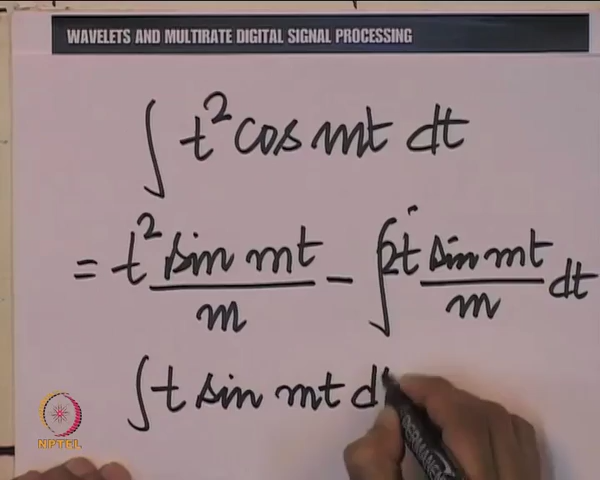 WAVELETS AND MULTIRATE DIGITAL SIGNAL PROCESSING
∫ t² cos mt dt
= t² sin mt / m − ∫ 2t sin mt / m dt
∫ t sin mt d
NPTEL